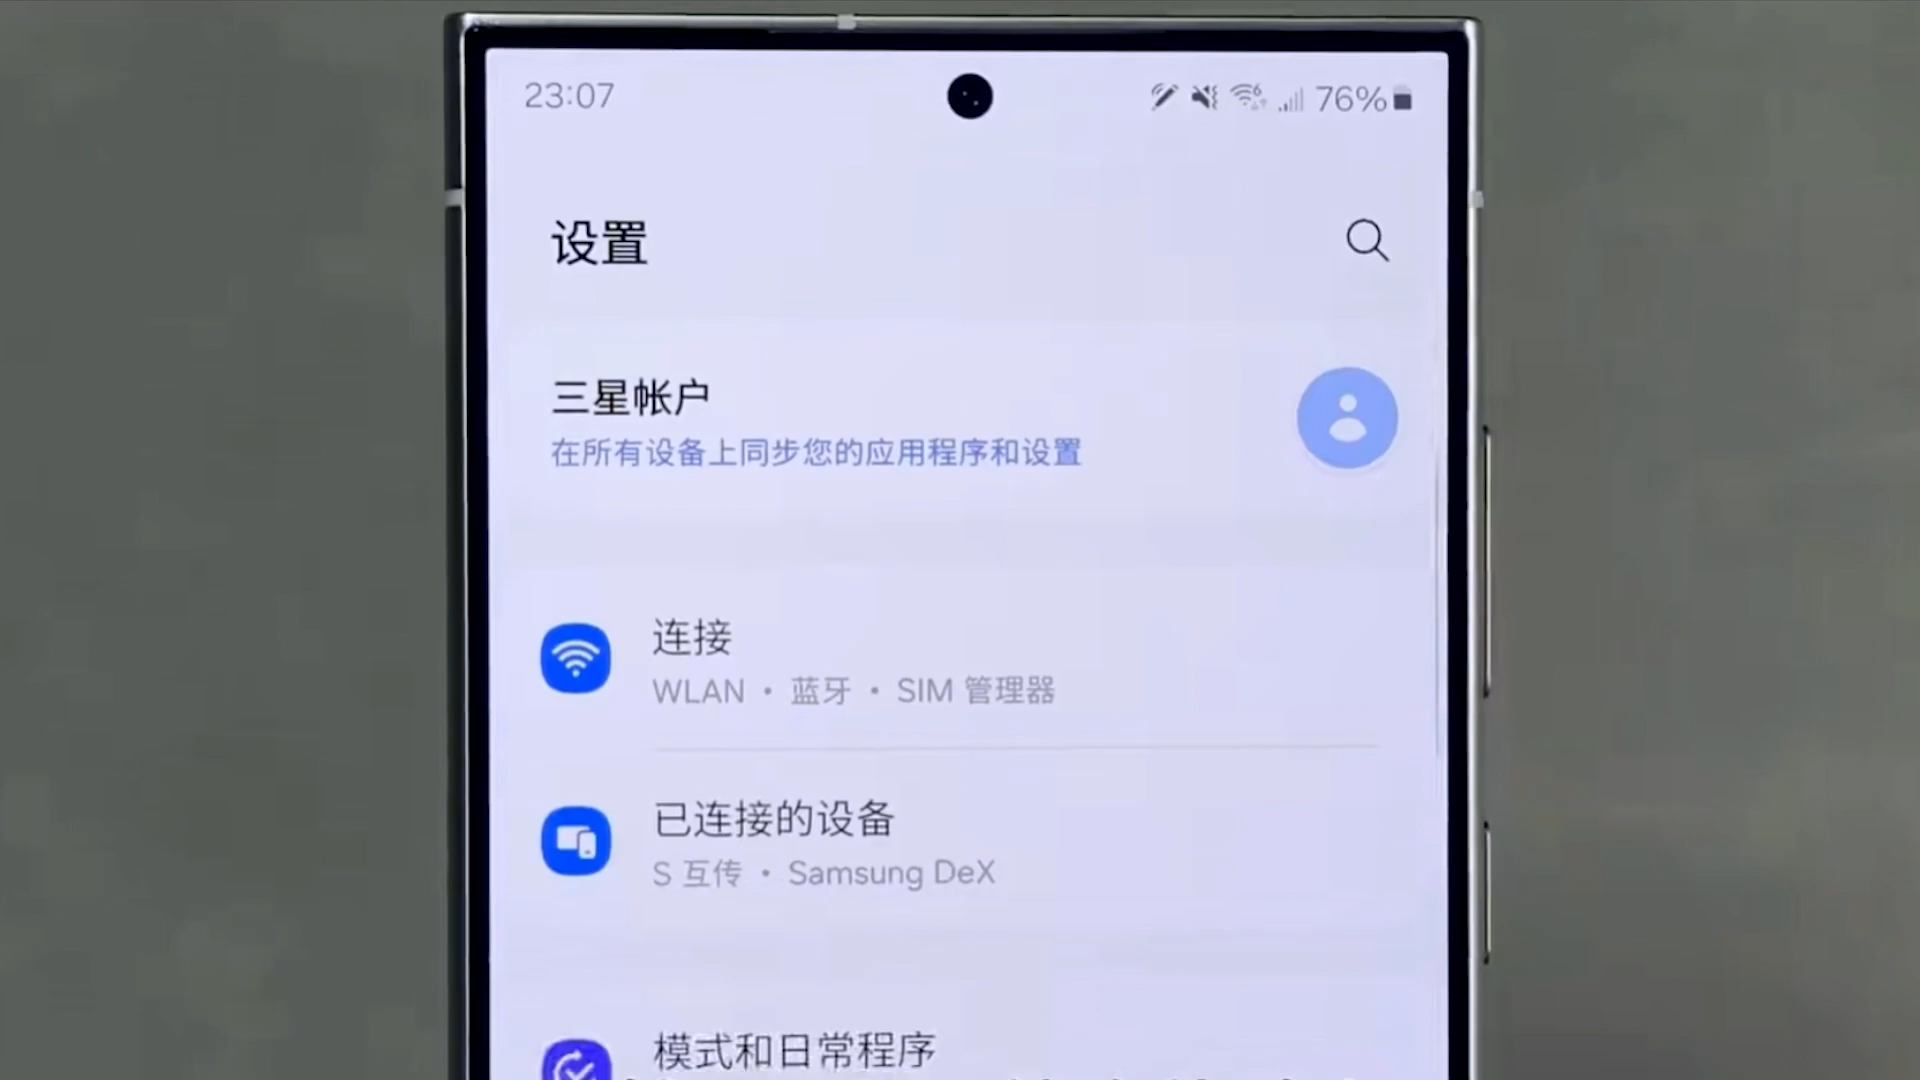 23:07
76%
设置
三星帐户
在所有设备上同步您的应用程序和设置
连接
WLAN • 蓝牙 • SIM 管理器
已连接的设备
S 互传 • Samsung DeX
模式和日常程序